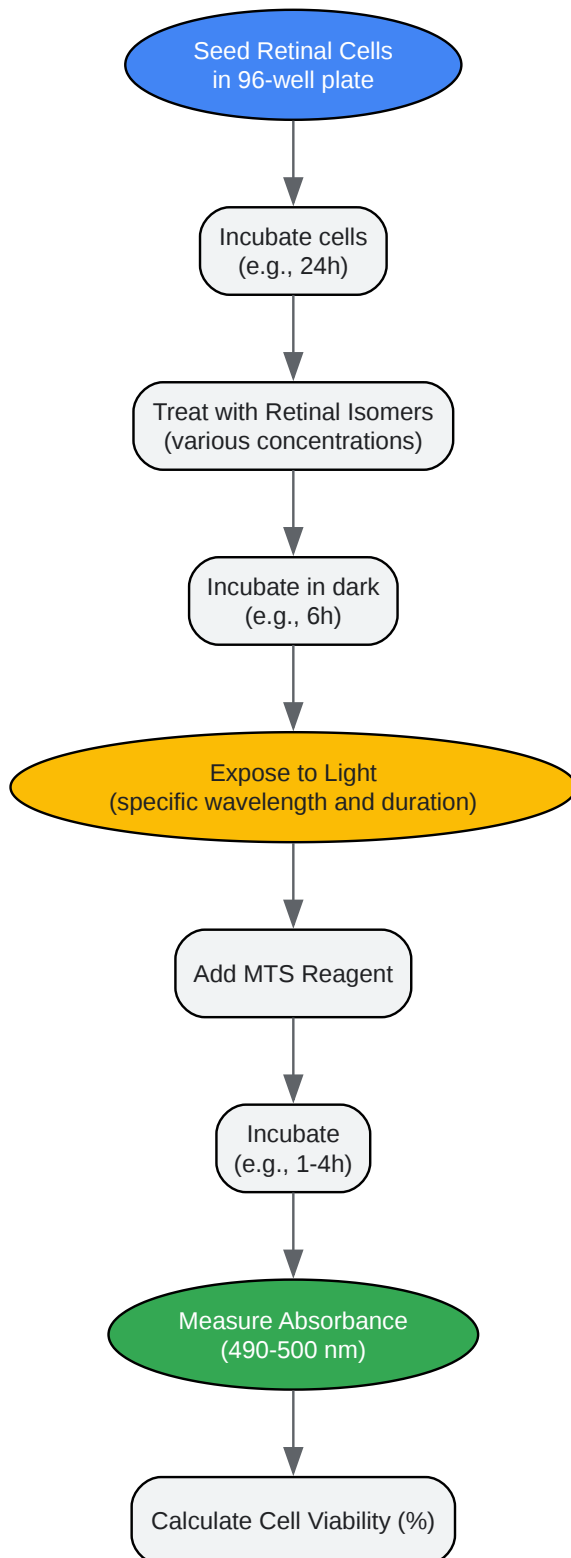 Seed Retinal Cells
in 96-well plate
Incubate cells
(e.g., 24h)
Treat with Retinal Isomers
(various concentrations)
Incubate in dark
(e.g., 6h)
Expose to Light
(specific wavelength and duration)
Add MTS Reagent
Incubate
(e.g., 1-4h)
Measure Absorbance
(490-500 nm)
Calculate Cell Viability (%)